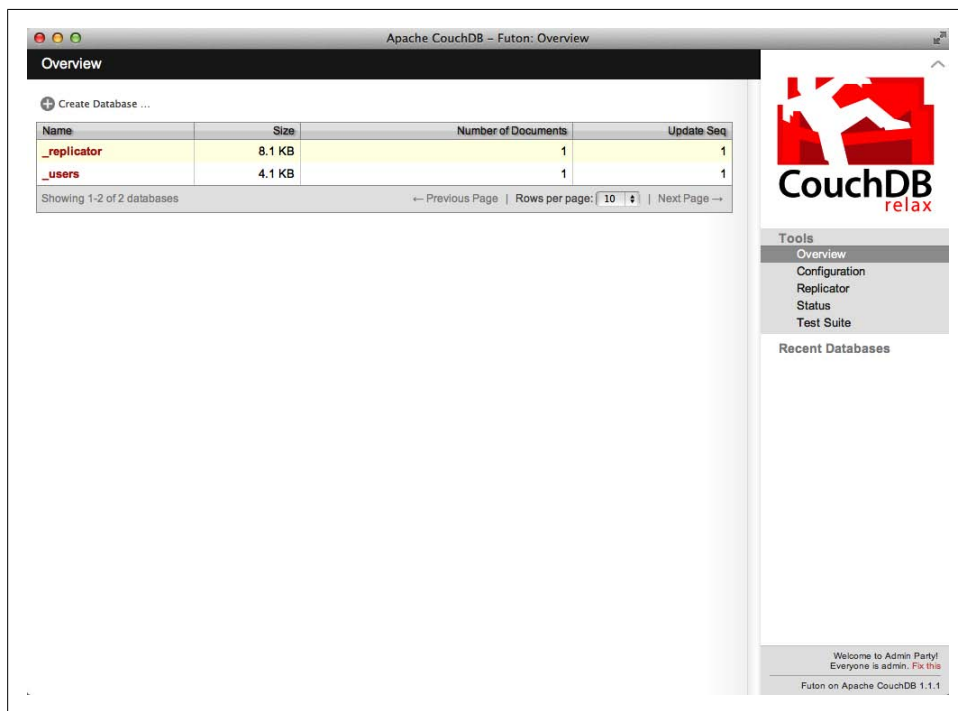 Apache CouchDB – Futon: Overview
Overview
Create Database ...
Name Size Number of Documents Update Seq
_replicator 8.1 KB 1 1
_users 4.1 KB 1 1
Showing 1-2 of 2 databases ← Previous Page | Rows per page: 10 | Next Page →
CouchDB
relax
Tools
Overview
Configuration
Replicator
Status
Test Suite
Recent Databases
Welcome to Admin Party!
Everyone is admin. Fix this
Futon on Apache CouchDB 1.1.1